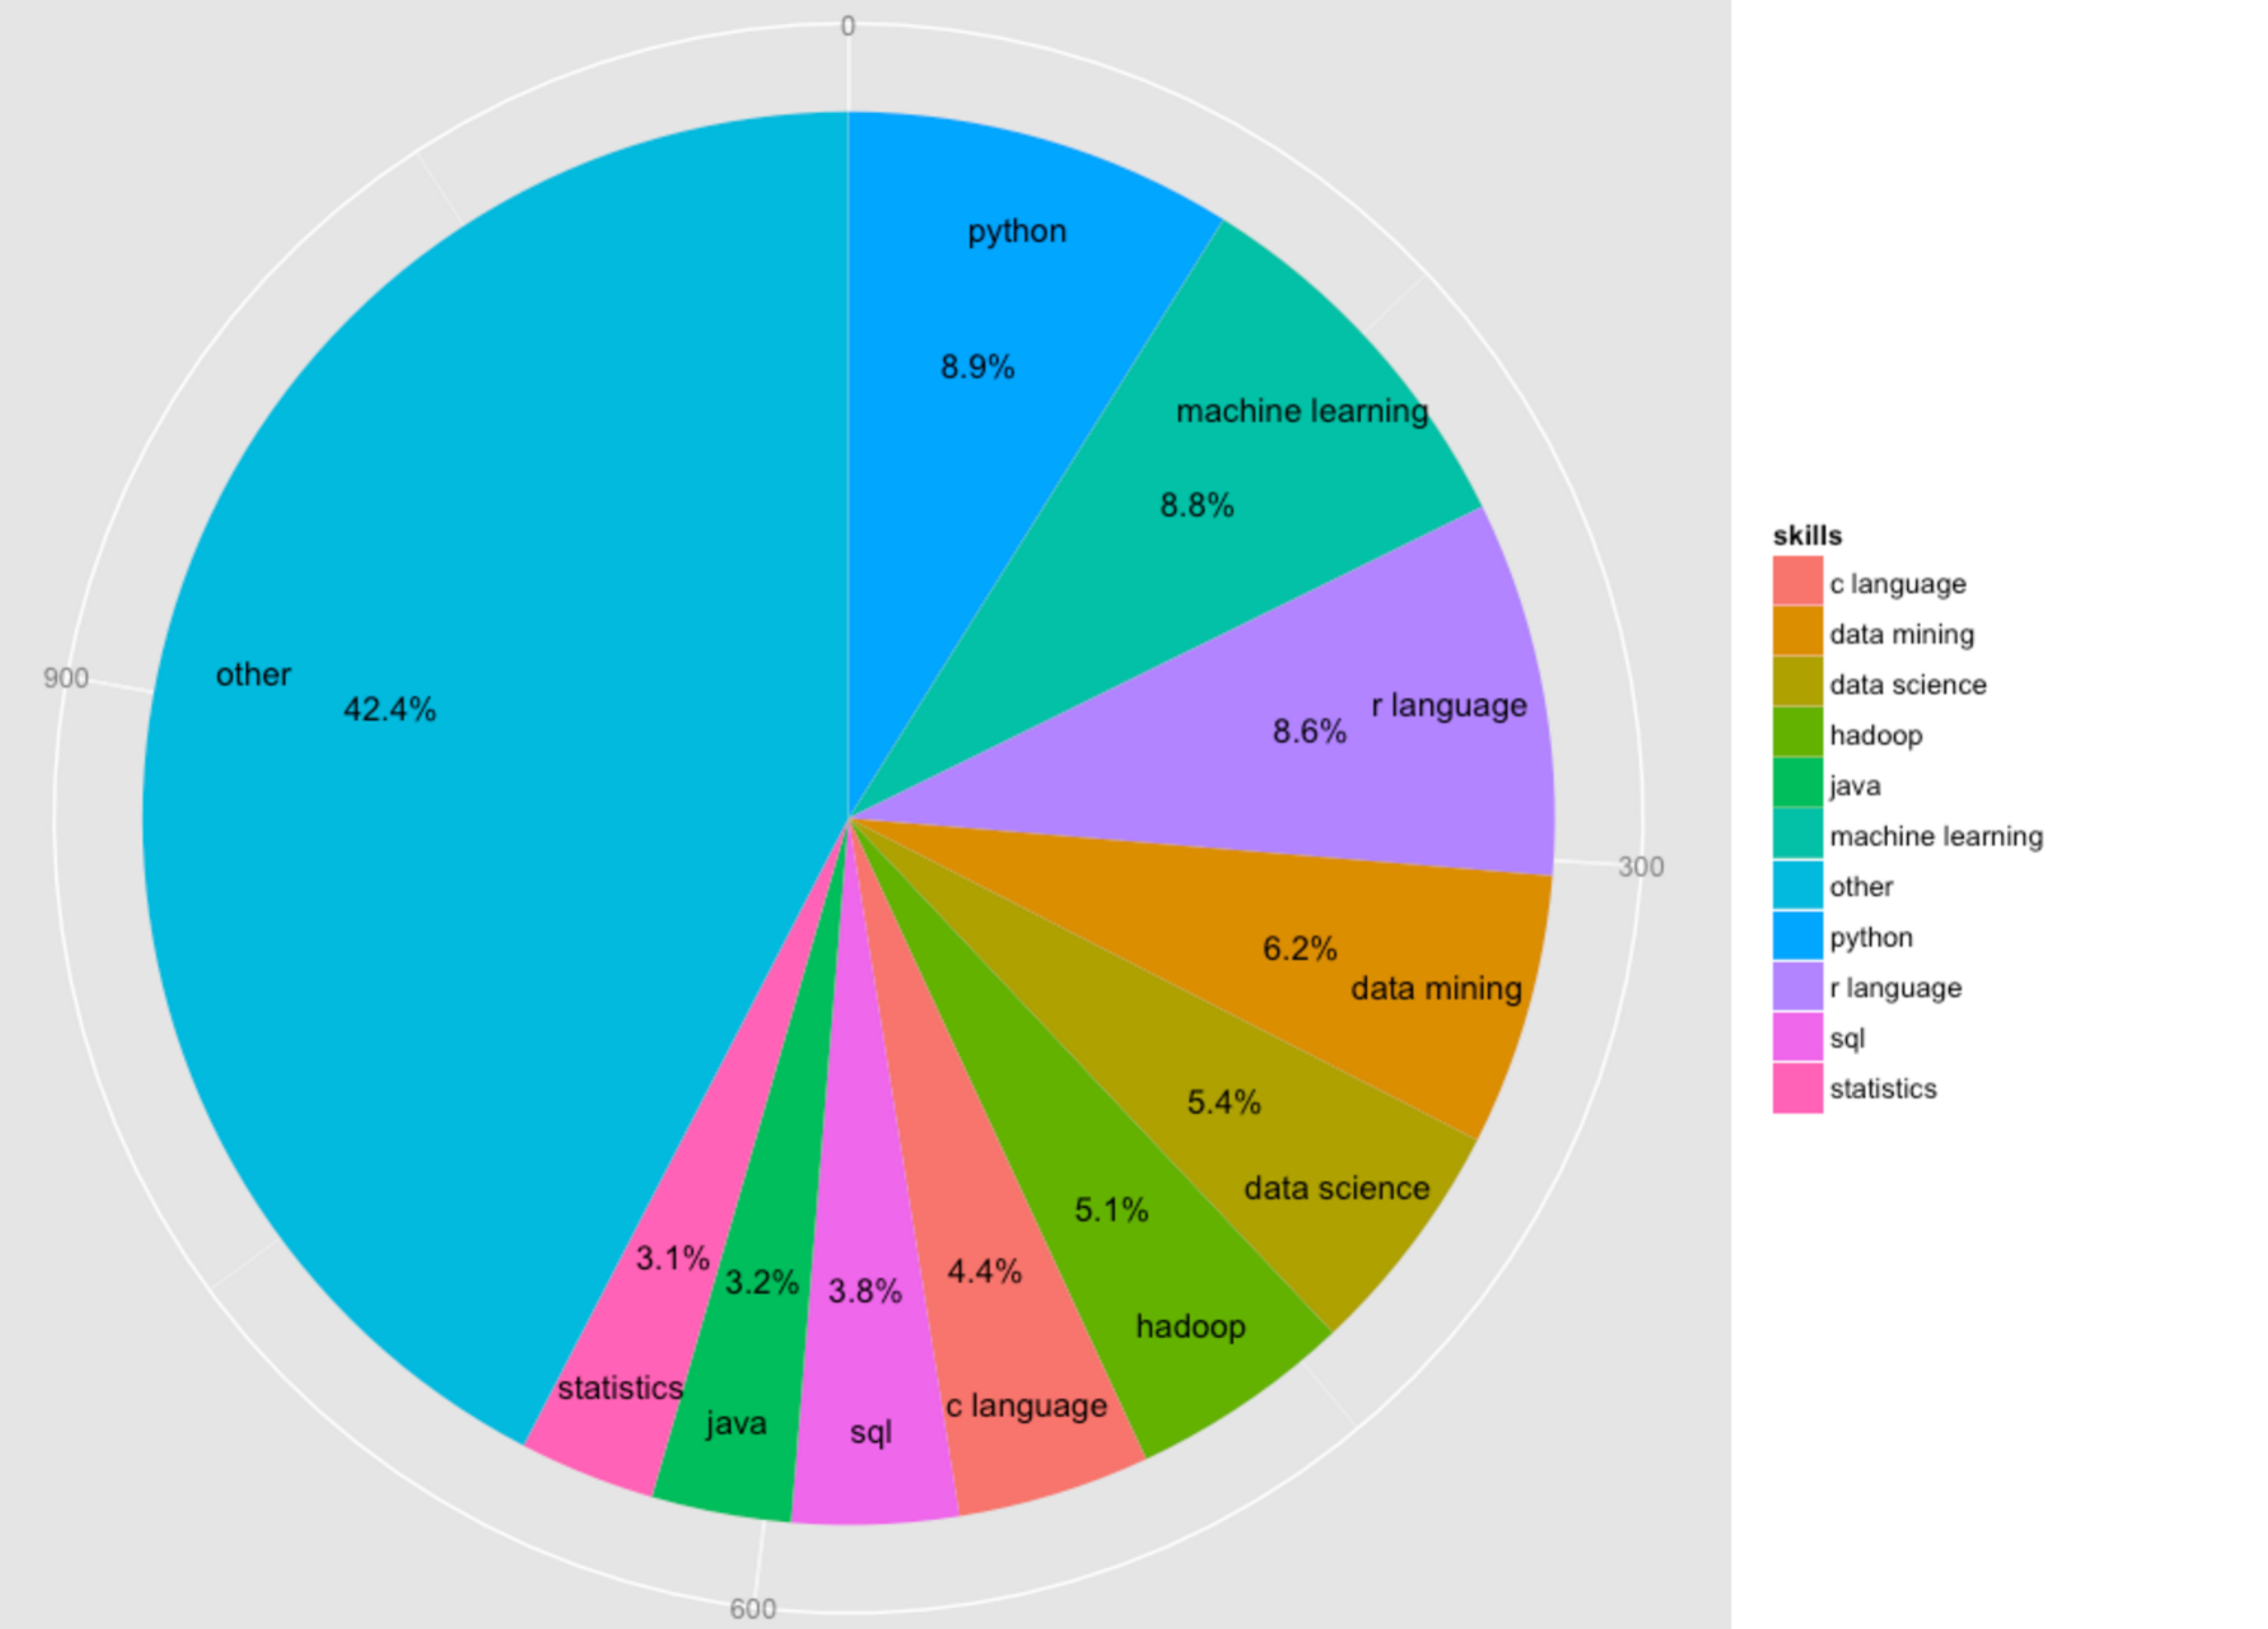 0
python
8.9%
machine learning
8.8%
r language
8.6%
300
6.2%
data mining
5.4%
data science
5.1%
hadoop
4.4%
c language
3.8%
sql
3.2%
java
3.1%
statistics
600
other
42.4%
900
skills
c language
data mining
data science
hadoop
java
machine learning
other
python
r language
sql
statistics